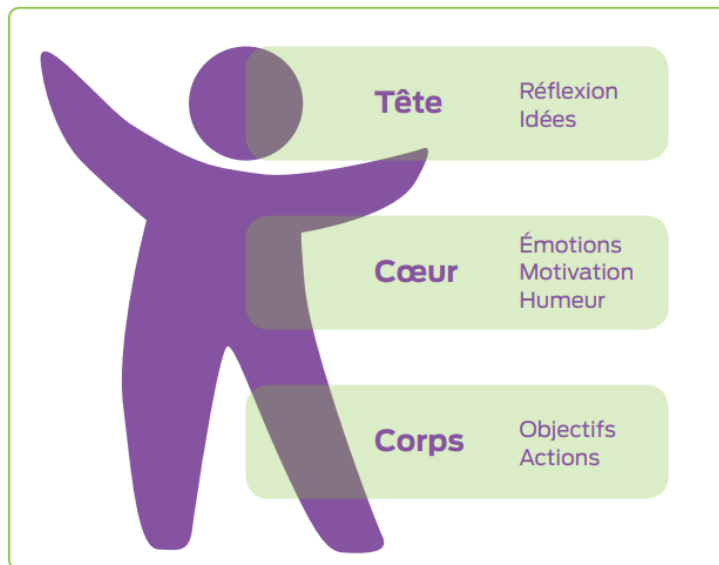 Tête
Réflexion
Idées
Cœur
Émotions
Motivation
Humeur
Corps
Objectifs
Actions